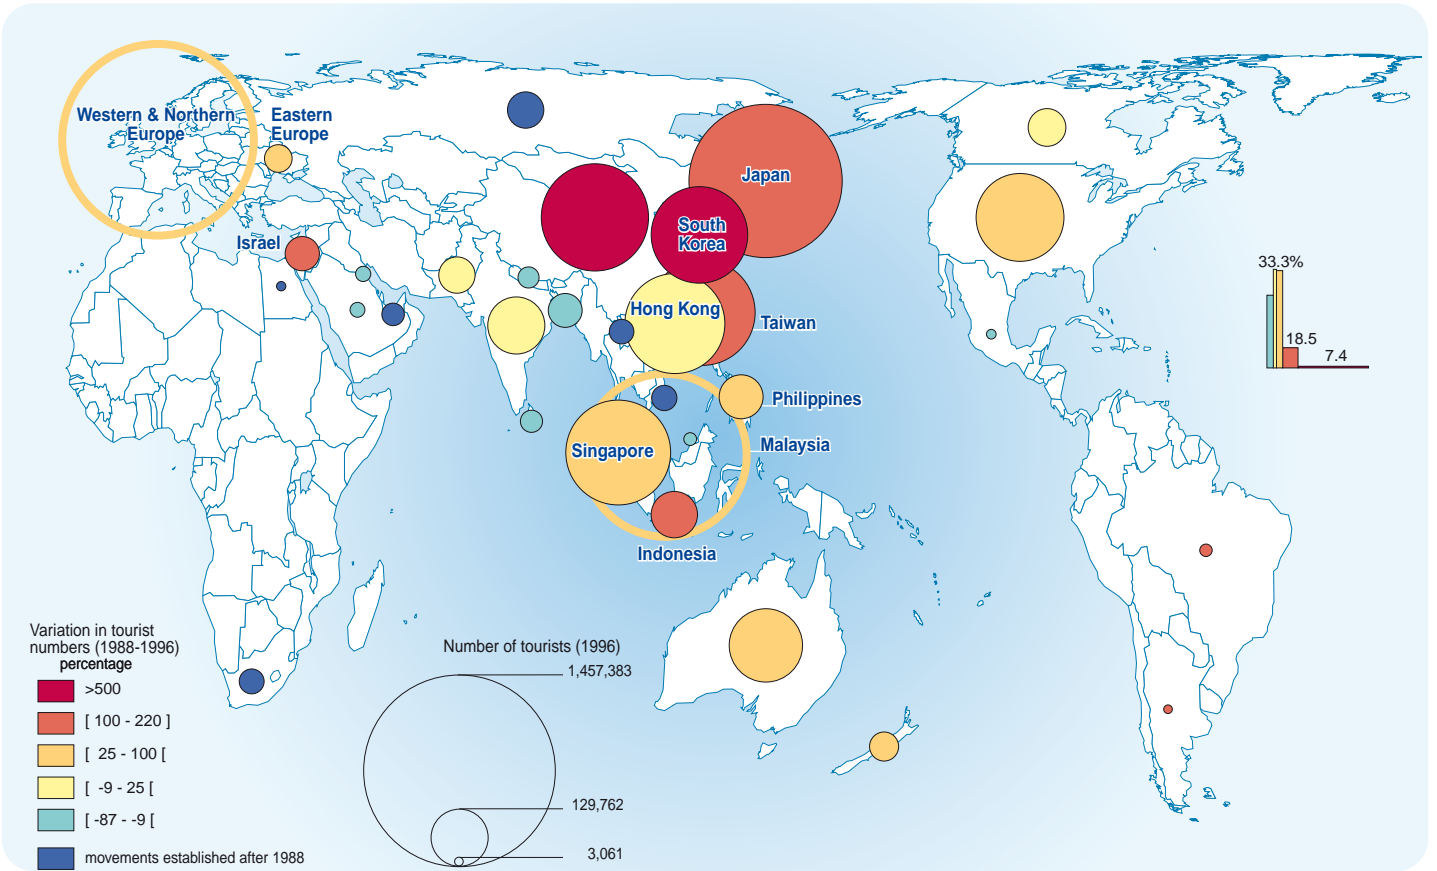 Western & Northern
Europe
Eastern
Europe
Japan
South
Korea
Israel
33.3%
Hong Kong
Taiwan
18.5
7.4
Philippines
Malaysia
Singapore
Indonesia
Variation in tourist
numbers (1988-1996)
percentage
>500
[ 100 - 220 ]
[ 25 - 100 [
[ -9 - 25 [
[ -87 - -9 [
movements established after 1988
Number of tourists (1996)
1,457,383
129,762
3,061